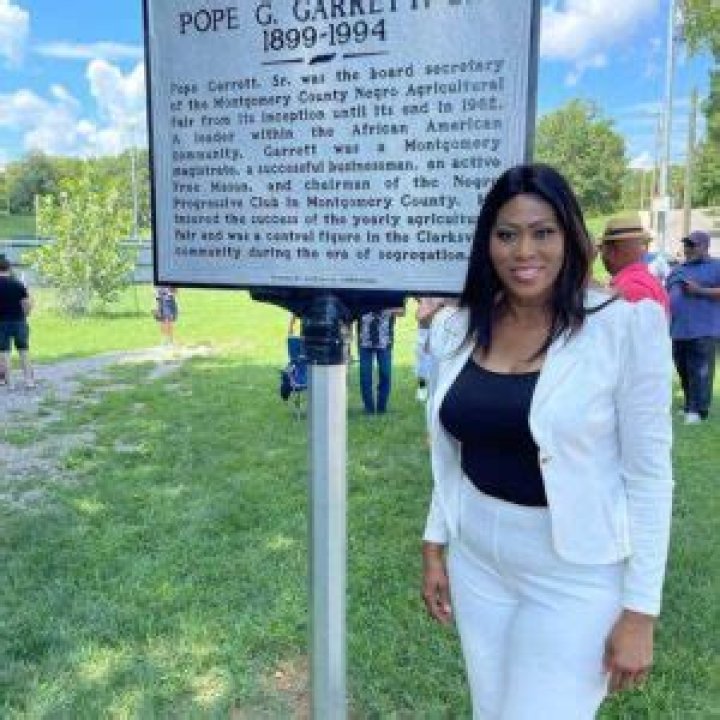 POPE G. GARRETT
1899-1994
Pope Garrett, Sr. was the board secretary
of the Montgomery County Negro Agricultural
Fair from its inception until its end in 1962.
A leader within the African American
community, Garrett was a Montgomery
magistrate, a successful businessman, an active
Free Mason, and chairman of the Negro
Progressive Club in Montgomery County. He
insured the success of the yearly agricultural
fair and was a central figure in the Clarksville
community during the era of segregation.